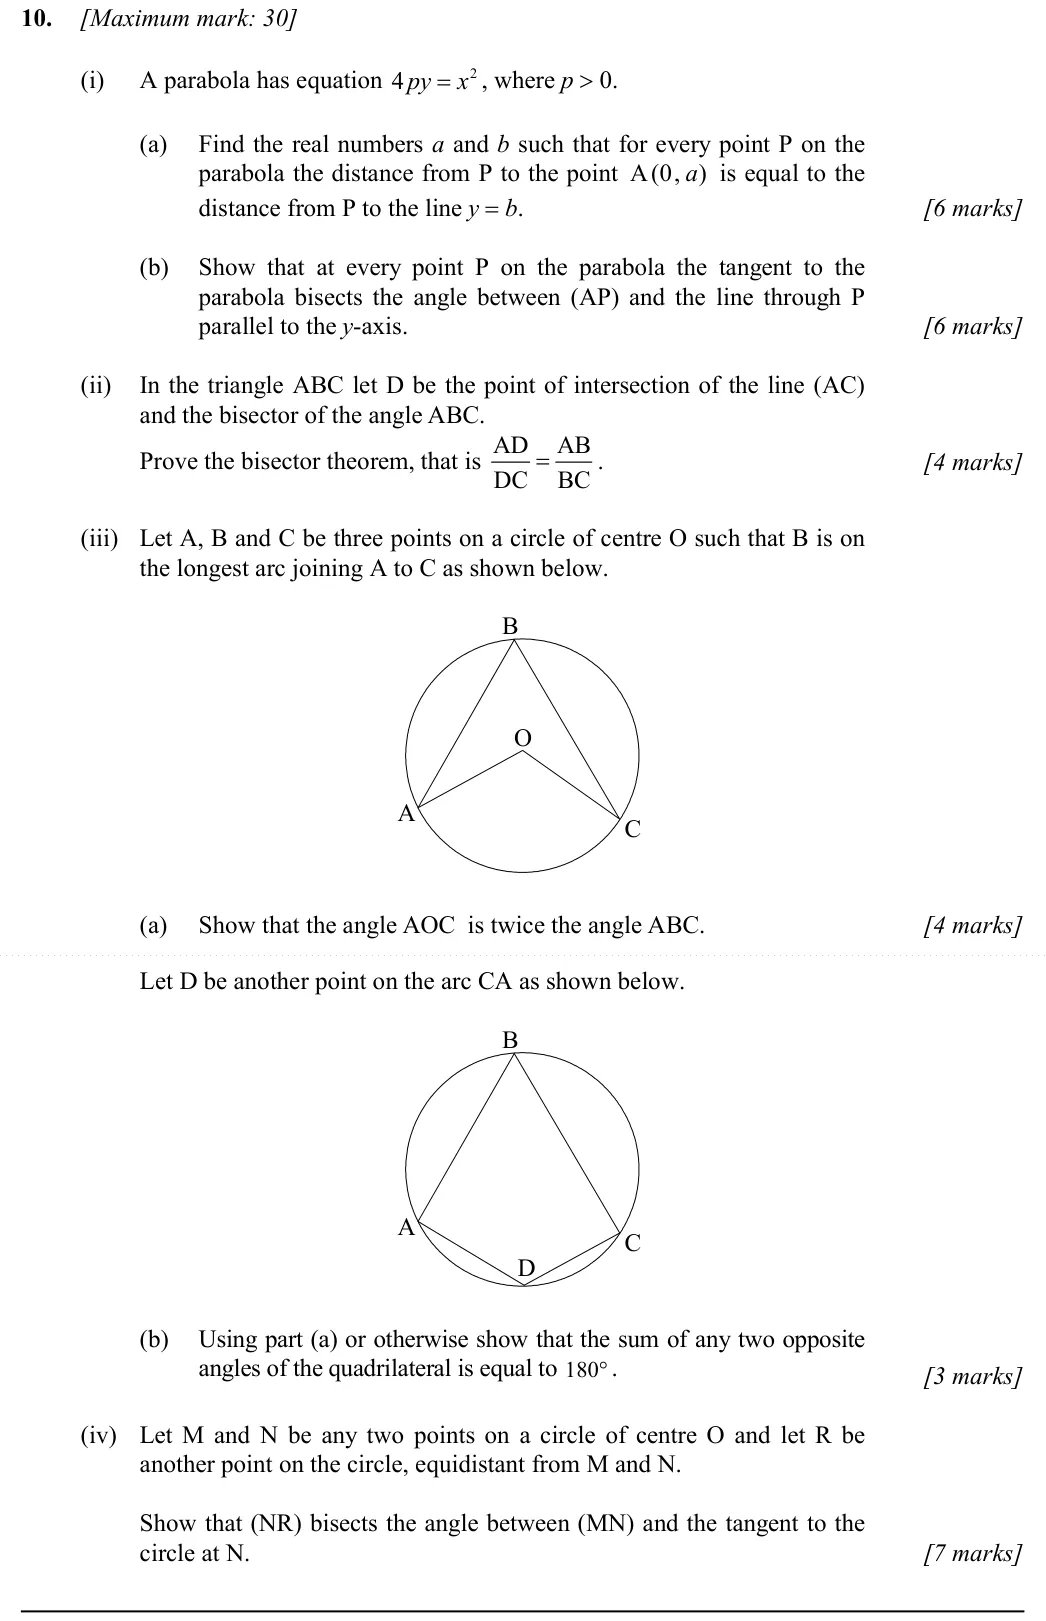 10. [Maximum mark: 30]
(i) A parabola has equation 4py = x², where p > 0.
(a) Find the real numbers a and b such that for every point P on the
parabola the distance from P to the point A(0, a) is equal to the
distance from P to the line y = b. [6 marks]
(b) Show that at every point P on the parabola the tangent to the
parabola bisects the angle between (AP) and the line through P
parallel to the y-axis. [6 marks]
(ii) In the triangle ABC let D be the point of intersection of the line (AC)
and the bisector of the angle ABC.
Prove the bisector theorem, that is AD/DC = AB/BC. [4 marks]
(iii) Let A, B and C be three points on a circle of centre O such that B is on
the longest arc joining A to C as shown below.
B
O
A
C
(a) Show that the angle AOC is twice the angle ABC. [4 marks]
Let D be another point on the arc CA as shown below.
B
A
C
D
(b) Using part (a) or otherwise show that the sum of any two opposite
angles of the quadrilateral is equal to 180°. [3 marks]
(iv) Let M and N be any two points on a circle of centre O and let R be
another point on the circle, equidistant from M and N.
Show that (NR) bisects the angle between (MN) and the tangent to the
circle at N. [7 marks]